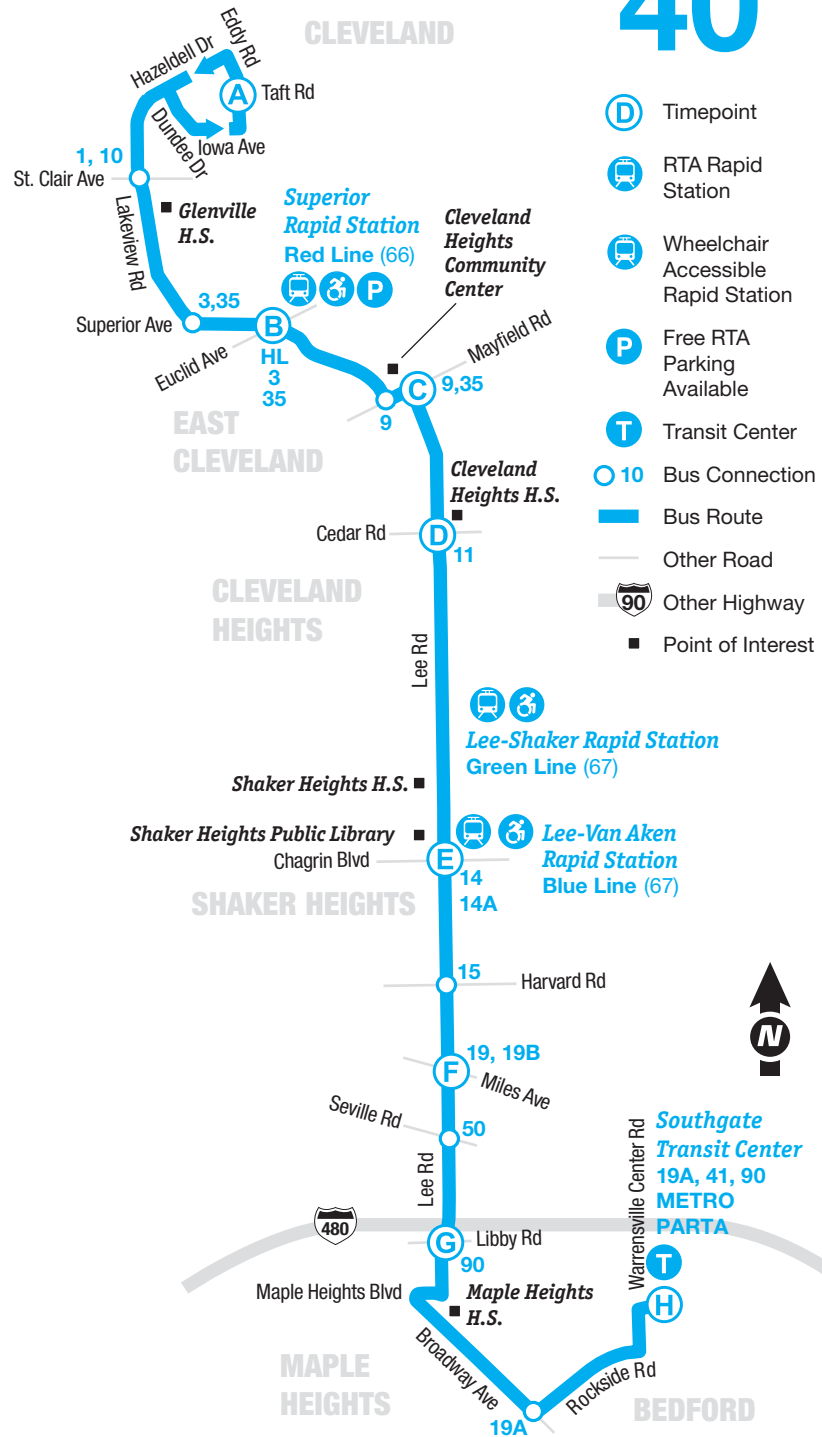 CLEVELAND
40
Eddy Rd
Hazeldell Dr
A
Taft Rd
Dundee Dr
Iowa Ave
1, 10
St. Clair Ave
Lakeview Rd
Glenville
H.S.
Superior
Rapid Station
Red Line (66)
P
Cleveland
Heights
Community
Center
3,35
Superior Ave
B
Euclid Ave
HL
3
35
Mayfield Rd
C
9,35
9
EAST
CLEVELAND
Cleveland
Heights H.S.
Cedar Rd
D
11
CLEVELAND
HEIGHTS
Lee Rd
Lee-Shaker Rapid Station
Green Line (67)
Shaker Heights H.S.
Shaker Heights Public Library
Chagrin Blvd
E
Lee-Van Aken
Rapid Station
Blue Line (67)
14
14A
SHAKER HEIGHTS
15
Harvard Rd
19, 19B
F
Miles Ave
Seville Rd
50
Lee Rd
480
G
Libby Rd
90
Maple Heights Blvd
Maple Heights
H.S.
Broadway Ave
MAPLE
HEIGHTS
19A
Rockside Rd
BEDFORD
Warrensville Center Rd
Southgate
Transit Center
19A, 41, 90
METRO
PARTA
T
H
N
D Timepoint
RTA Rapid
Station
Wheelchair
Accessible
Rapid Station
P Free RTA
Parking
Available
T Transit Center
10 Bus Connection
Bus Route
Other Road
90 Other Highway
Point of Interest